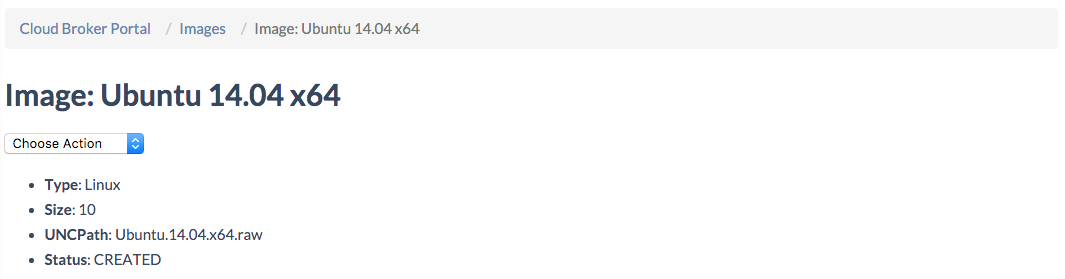 Cloud Broker Portal / Images / Image: Ubuntu 14.04 x64
Image: Ubuntu 14.04 x64
Choose Action
• Type: Linux
• Size: 10
• UNCPath: Ubuntu.14.04.x64.raw
• Status: CREATED